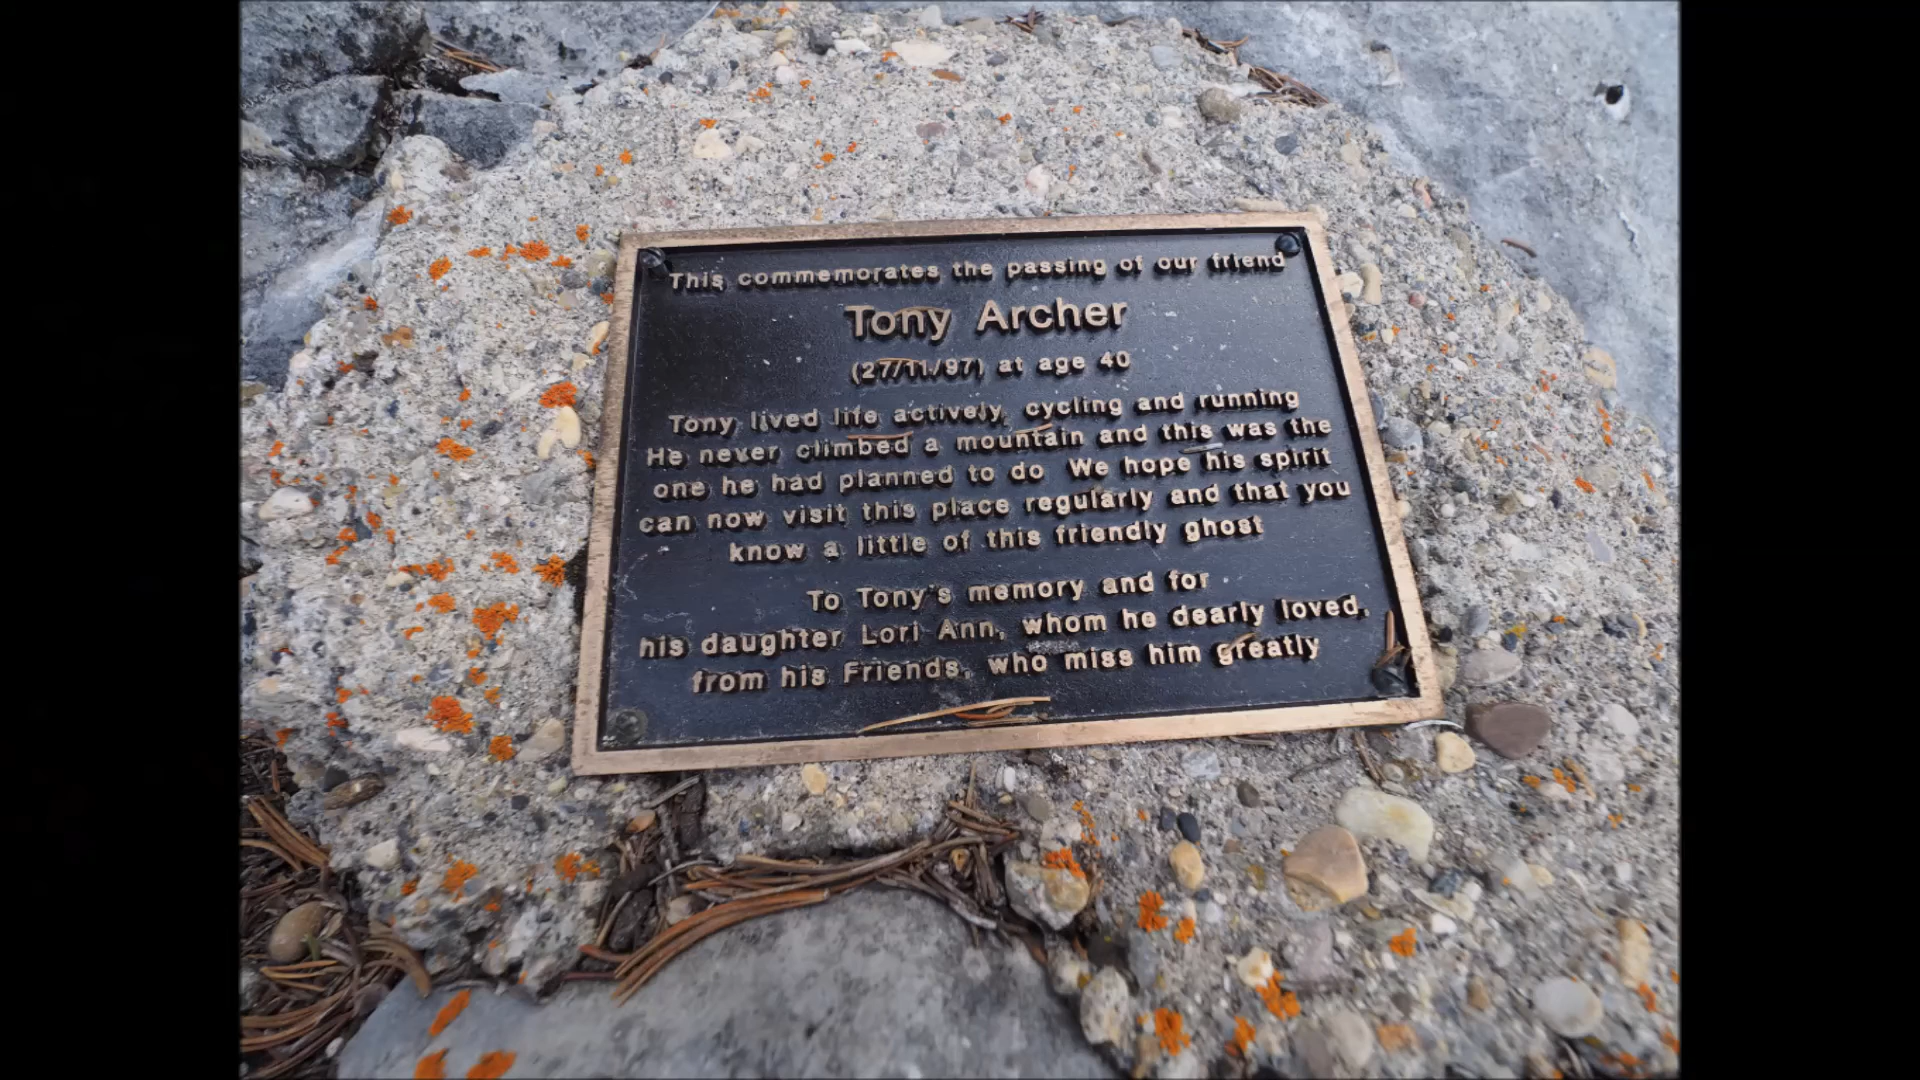 This commemorates the passing of our friend
Tony Archer
(27/11/97) at age 40
Tony lived life actively, cycling and running
He never climbed a mountain and this was the
one he had planned to do We hope his spirit
can now visit this place regularly and that you
know a little of this friendly ghost
To Tony's memory and for
his daughter Lori Ann, whom he dearly loved,
from his Friends, who miss him greatly